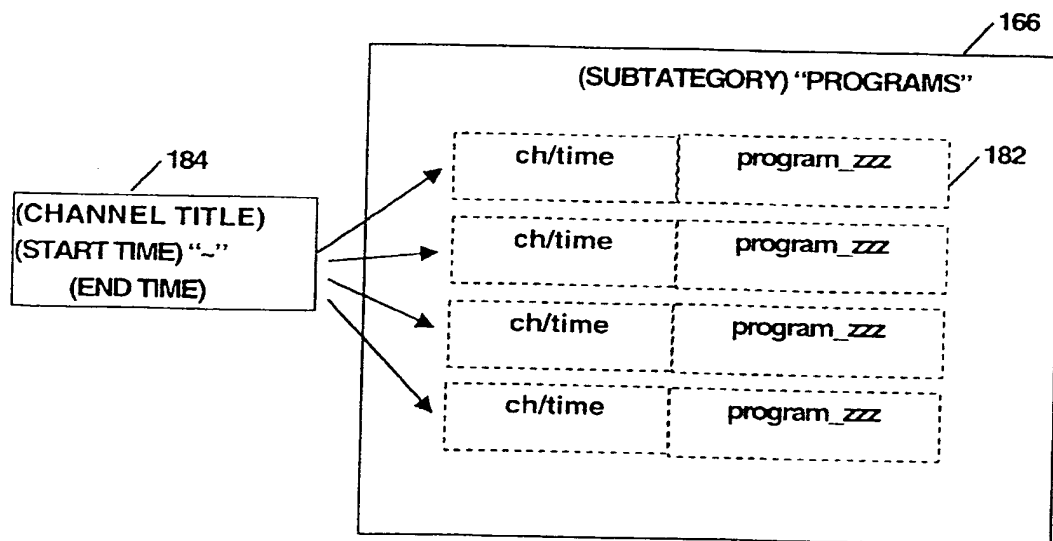 166
(SUBTATEGORY) "PROGRAMS"
ch/time program_zzz
182
184
(CHANNEL TITLE)
(START TIME) "~"
(END TIME)
ch/time program_zzz
ch/time program_zzz
ch/time program_zzz